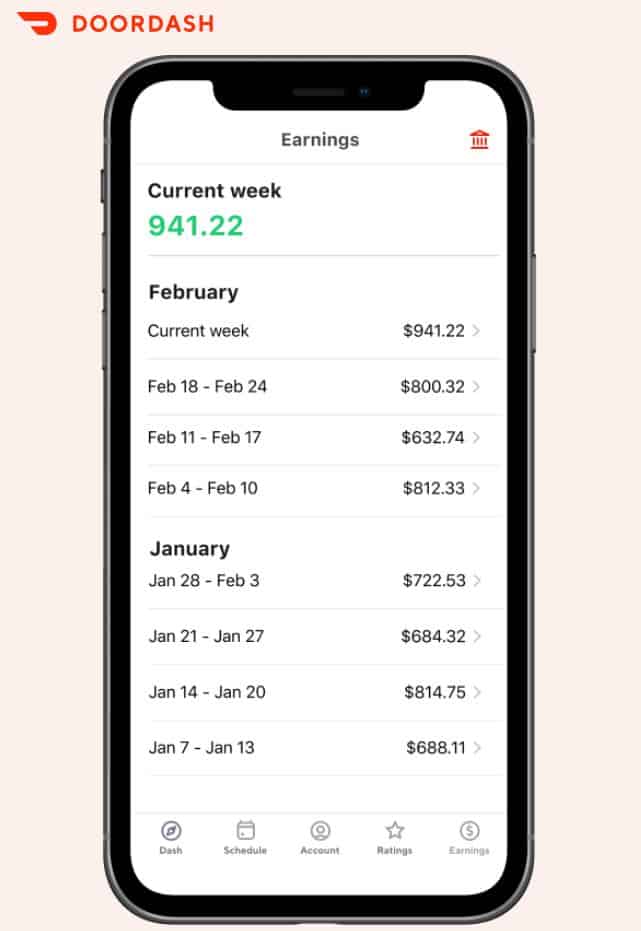 DOORDASH
Earnings
Current week
941.22
February
Current week $941.22
Feb 18 - Feb 24 $800.32
Feb 11 - Feb 17 $632.74
Feb 4 - Feb 10 $812.33
January
Jan 28 - Feb 3 $722.53
Jan 21 - Jan 27 $684.32
Jan 14 - Jan 20 $814.75
Jan 7 - Jan 13 $688.11
Dash Schedule Account Ratings Earnings